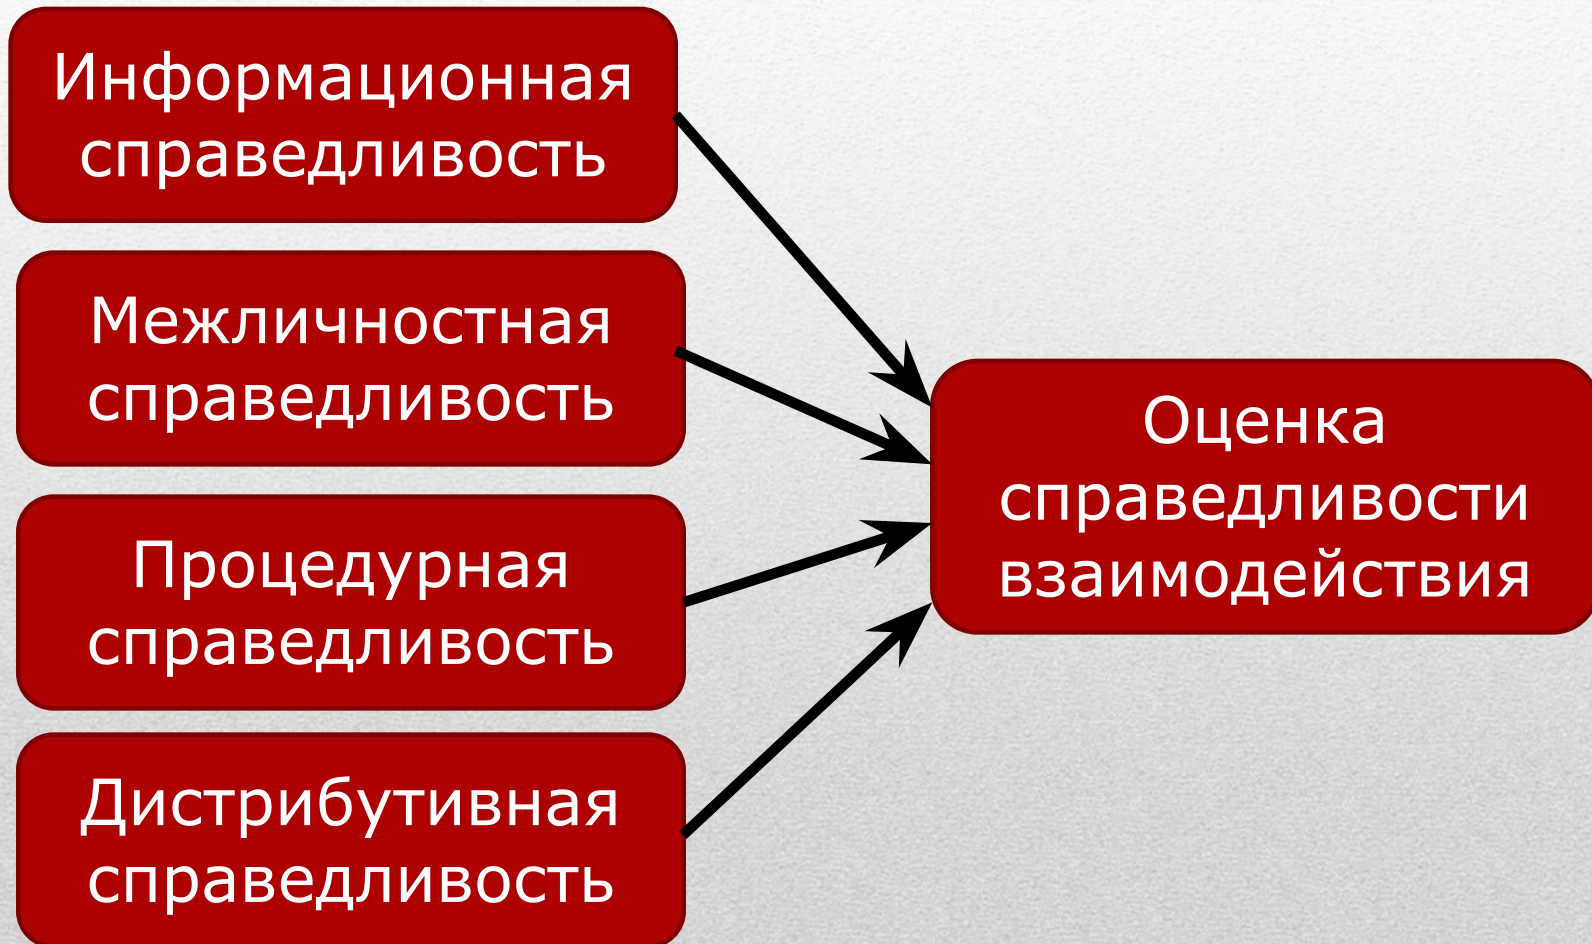 Информационная
справедливость
Межличностная
справедливость
Процедурная
справедливость
Дистрибутивная
справедливость
Оценка
справедливости
взаимодействия